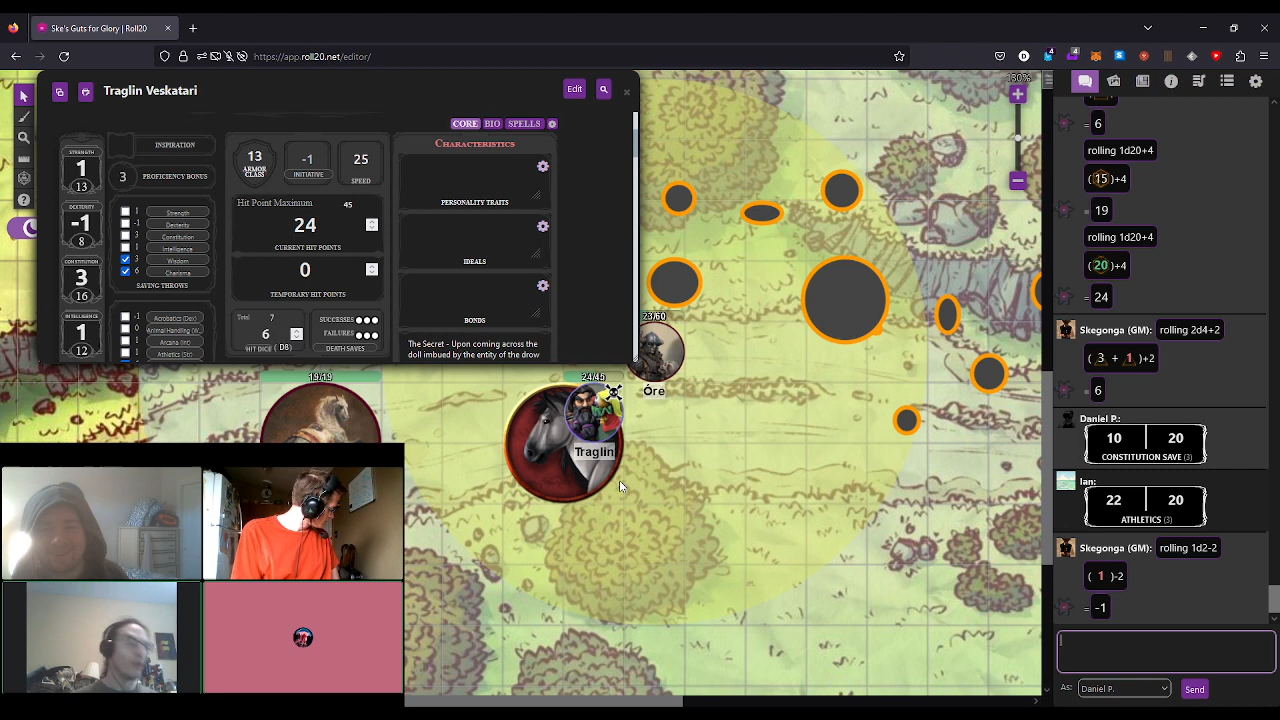 Ske's Guts for Glory | Roll20
https://app.roll20.net/editor/
Traglin Veskatari
Edit
CORE BIO SPELLS
STRENGTH
1
13
DEXTERITY
-1
8
CONSTITUTION
3
16
INTELLIGENCE
1
12
INSPIRATION
3 PROFICIENCY BONUS
1 Strength
-1 Dexterity
3 Constitution
1 Intelligence
3 Wisdom
6 Charisma
SAVING THROWS
-1 Acrobatics (Dex)
0 Animal Handling (W...
1 Arcana (Int)
1 Athletics (Str)
13
ARMOR CLASS
-1
INITIATIVE
25
SPEED
Hit Point Maximum 45
24
CURRENT HIT POINTS
0
TEMPORARY HIT POINTS
Total 7
6
HIT DICE ( D8)
SUCCESSES
FAILURES
DEATH SAVES
CHARACTERISTICS
PERSONALITY TRAITS
IDEALS
BONDS
The Secret - Upon coming across the
doll imbued by the entity of the drow
130%
23/60
Óre
19/19
24/45
Traglin
= 6
rolling 1d20+4
(15)+4
= 19
rolling 1d20+4
(20)+4
= 24
Skegonga (GM): rolling 2d4+2
( 3 + 1 )+2
= 6
Daniel P.:
10 | 20
CONSTITUTION SAVE (3)
Ian:
22 | 20
ATHLETICS (3)
Skegonga (GM): rolling 1d2-2
( 1 )-2
= -1
As: Daniel P. Send